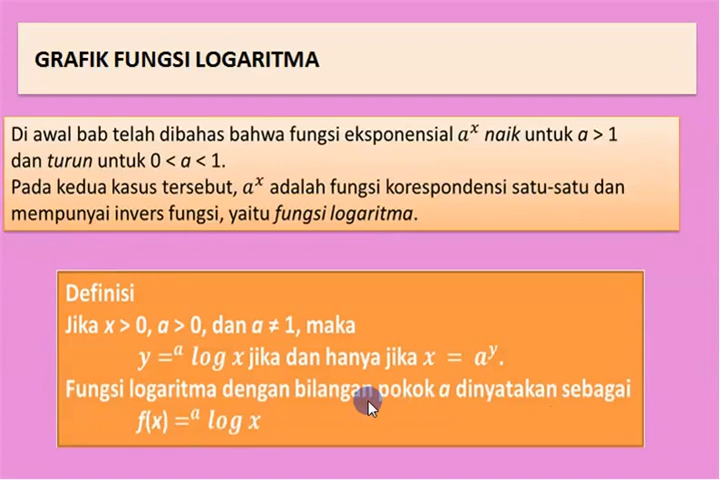 GRAFIK FUNGSI LOGARITMA
Di awal bab telah dibahas bahwa fungsi eksponensial aˣ naik untuk a > 1
dan turun untuk 0 < a < 1.
Pada kedua kasus tersebut, aˣ adalah fungsi korespondensi satu-satu dan
mempunyai invers fungsi, yaitu fungsi logaritma.
Definisi
Jika x > 0, a > 0, dan a ≠ 1, maka
y =ᵃ log x jika dan hanya jika x = aʸ.
Fungsi logaritma dengan bilangan pokok a dinyatakan sebagai
f(x) =ᵃ log x